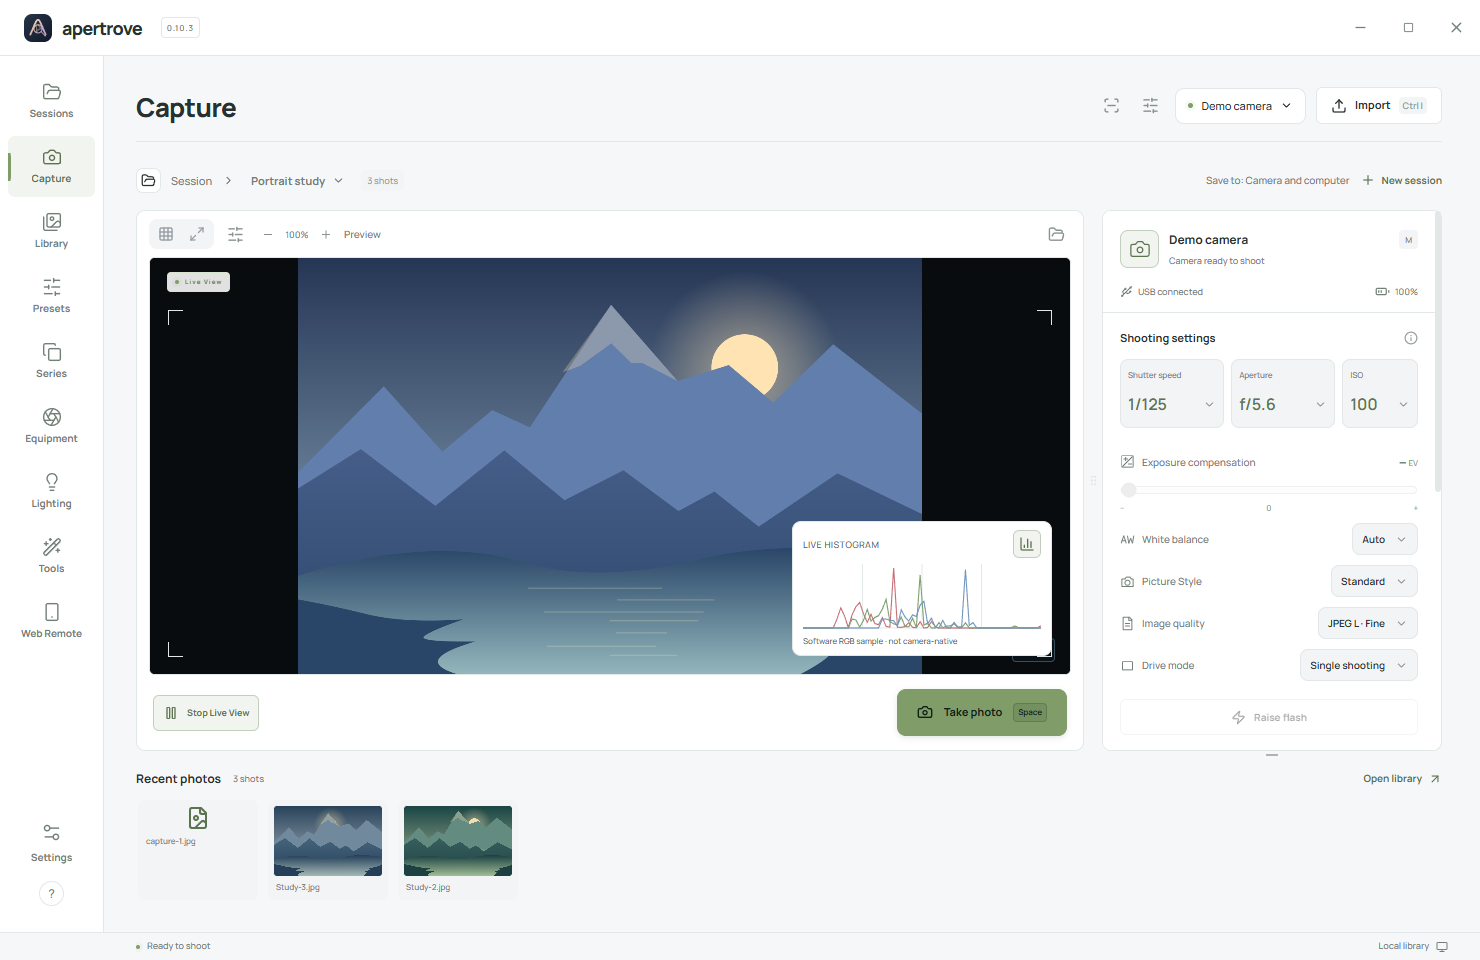 apertrove
0.10.3
Sessions
Capture
Library
Presets
Series
Equipment
Lighting
Tools
Web Remote
Settings
?
Capture
Demo camera
Import
Ctrl I
Session
Portrait study
3 shots
Save to: Camera and computer
New session
100%
Preview
Live View
LIVE HISTOGRAM
Software RGB sample · not camera-native
Stop Live View
Take photo
Space
Demo camera
M
Camera ready to shoot
USB connected
100%
Shooting settings
Shutter speed
1/125
Aperture
f/5.6
ISO
100
Exposure compensation
– EV
– 0 +
AW White balance
Auto
Picture Style
Standard
Image quality
JPEG L · Fine
Drive mode
Single shooting
Raise flash
Recent photos
3 shots
Open library
capture-1.jpg
Study-3.jpg
Study-2.jpg
Ready to shoot
Local library